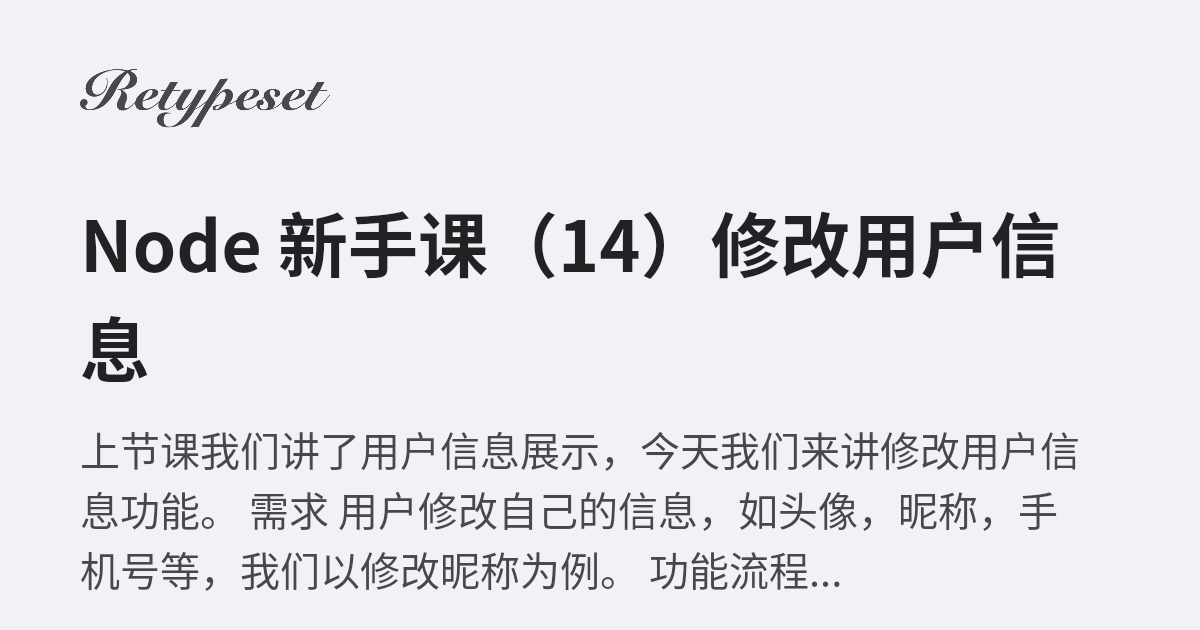 Retypeset
Node 新手课（14）修改用户信
息
上节课我们讲了用户信息展示，今天我们来讲修改用户信
息功能。 需求 用户修改自己的信息，如头像，昵称，手
机号等，我们以修改昵称为例。 功能流程...